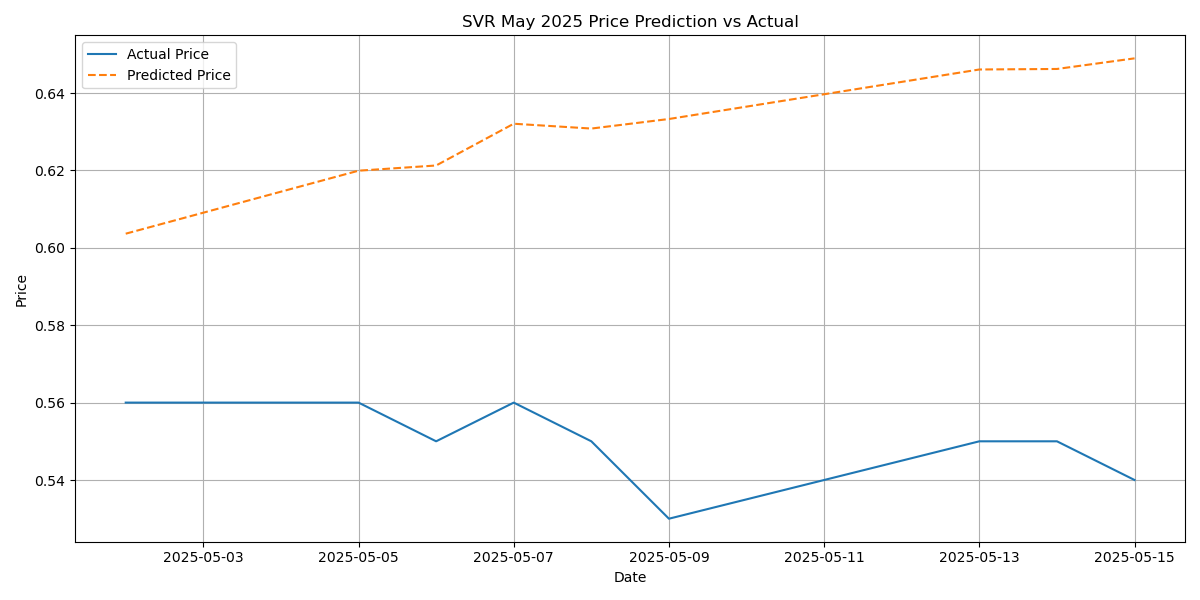 SVR May 2025 Price Prediction vs Actual
Actual Price
Predicted Price
0.64
0.62
0.60
0.58
0.56
0.54
Price
2025-05-03
2025-05-05
2025-05-07
2025-05-09
2025-05-11
2025-05-13
2025-05-15
Date